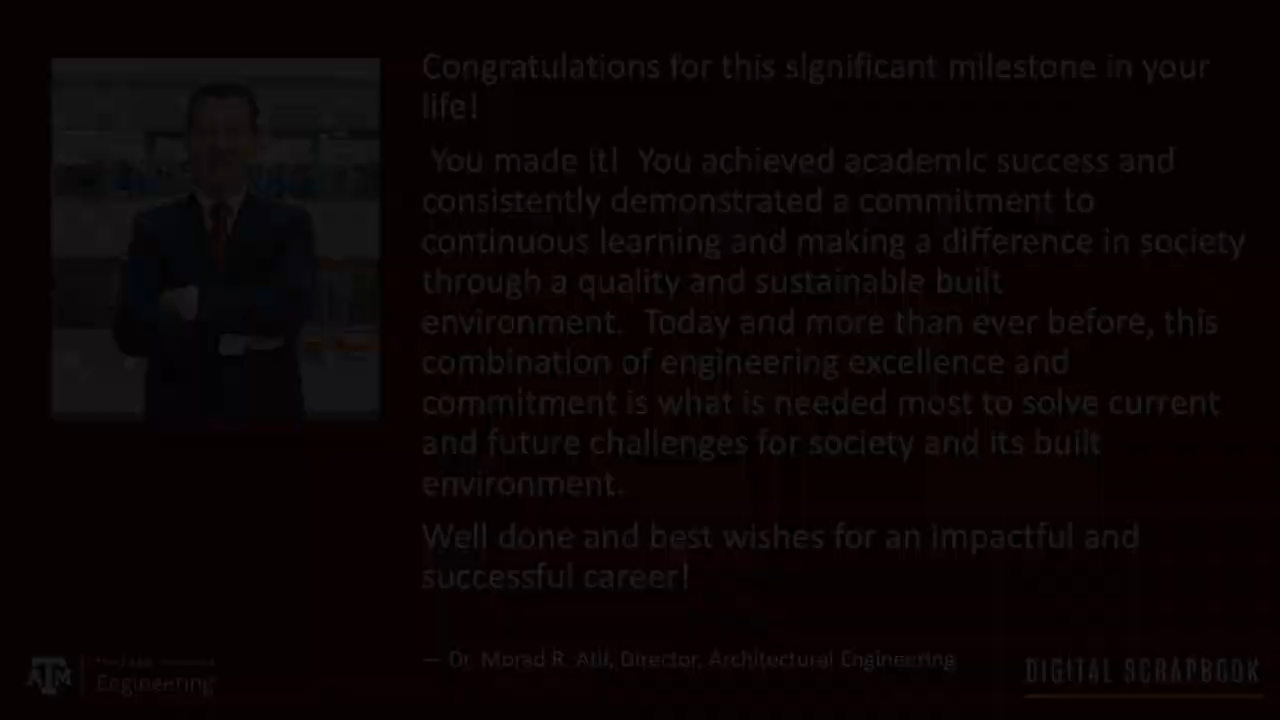 Congratulations for this significant milestone in your
life!
You made it! You achieved academic success and
consistently demonstrated a commitment to
continuous learning and making a difference in society
through a quality and sustainable built
environment. Today and more than ever before, this
combination of engineering excellence and
commitment is what is needed most to solve current
and future challenges for society and its built
environment.
Well done and best wishes for an impactful and
successful career!
– Dr. Morad R. Atif, Director, Architectural Engineering
ATM
Engineering
DIGITAL SCRAPBOOK